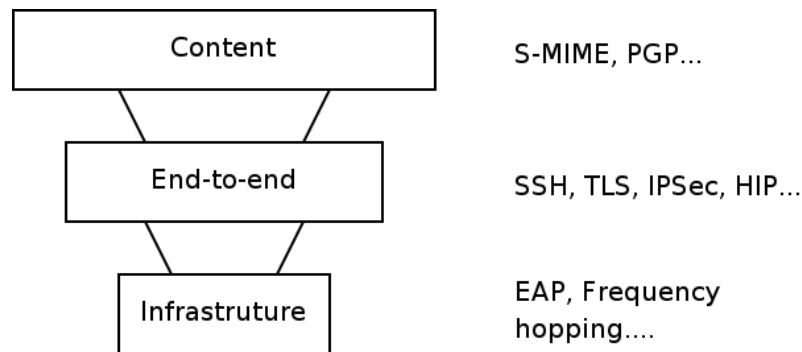 Content
S-MIME, PGP...
End-to-end
SSH, TLS, IPSec, HIP...
Infrastruture
EAP, Frequency
hopping....